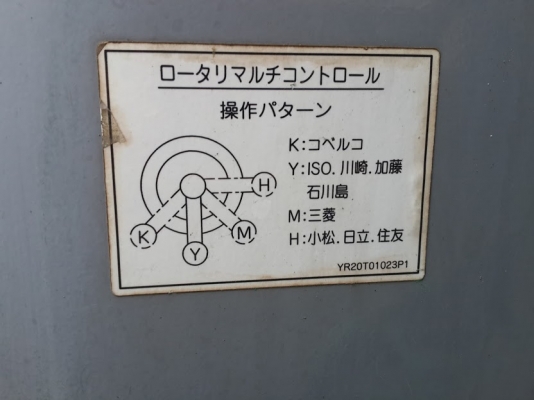 ロータリマルチコントロール
操作パターン
K:コベルコ
Y:ISO.川崎.加藤
石川島
M:三菱
H:小松.日立.住友
H
K
M
Y
YR20T01023P1